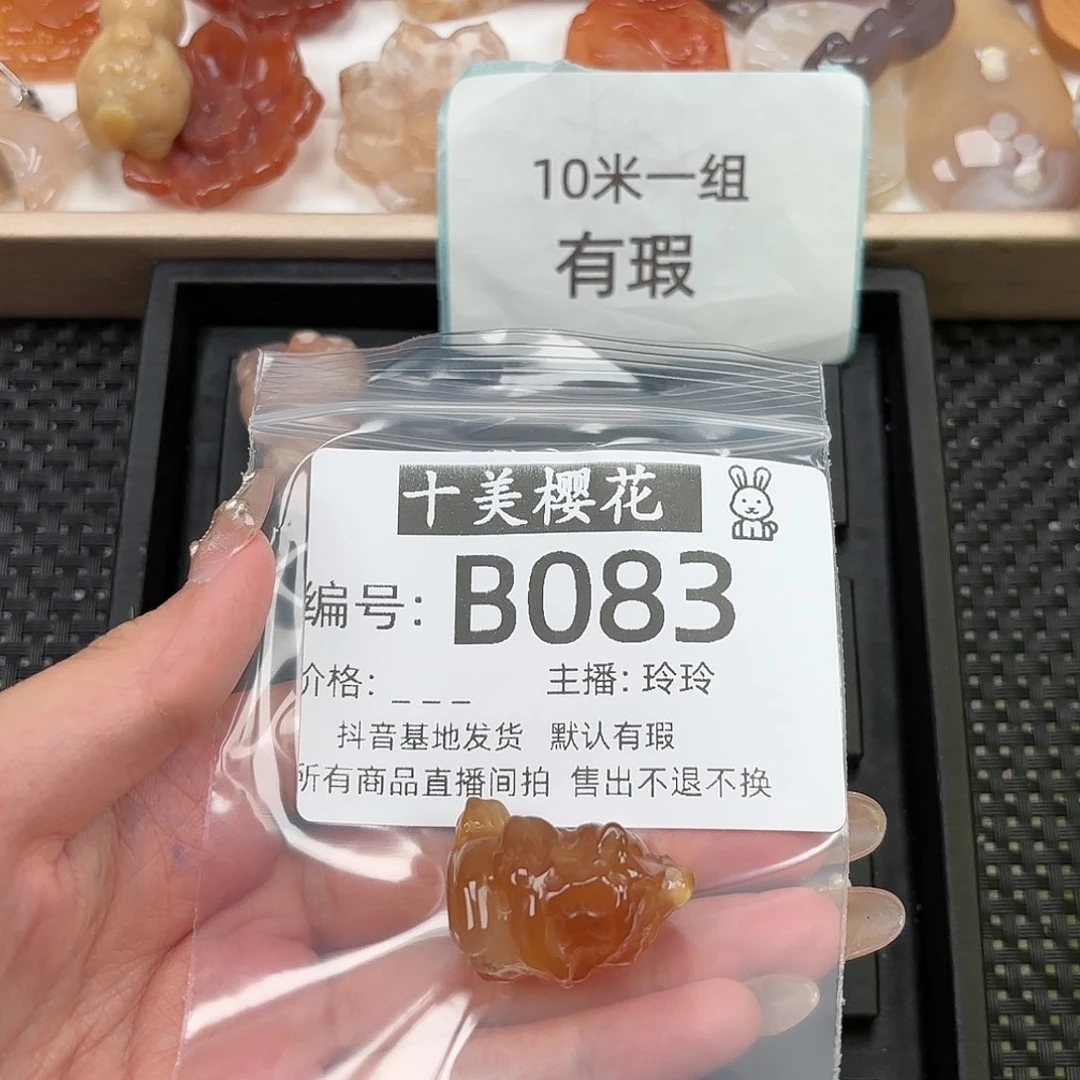 10米一组
有瑕
十美樱花
编号: B083
价格: _ _ _ 主播: 玲玲
抖音基地发货 默认有瑕
所有商品直播间拍 售出不退不换